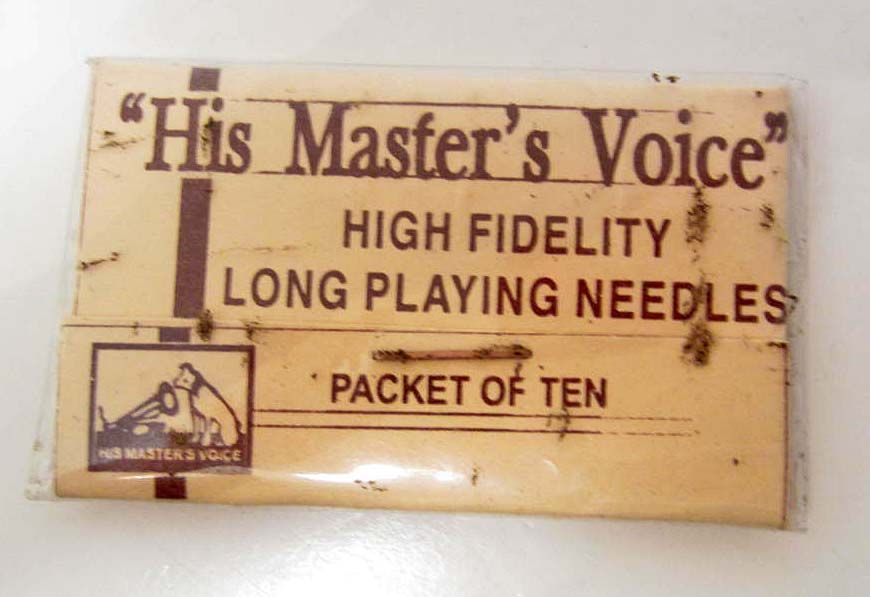 “His Master’s Voice”
HIGH FIDELITY
LONG PLAYING NEEDLES
PACKET OF TEN
HIS MASTER'S VOICE